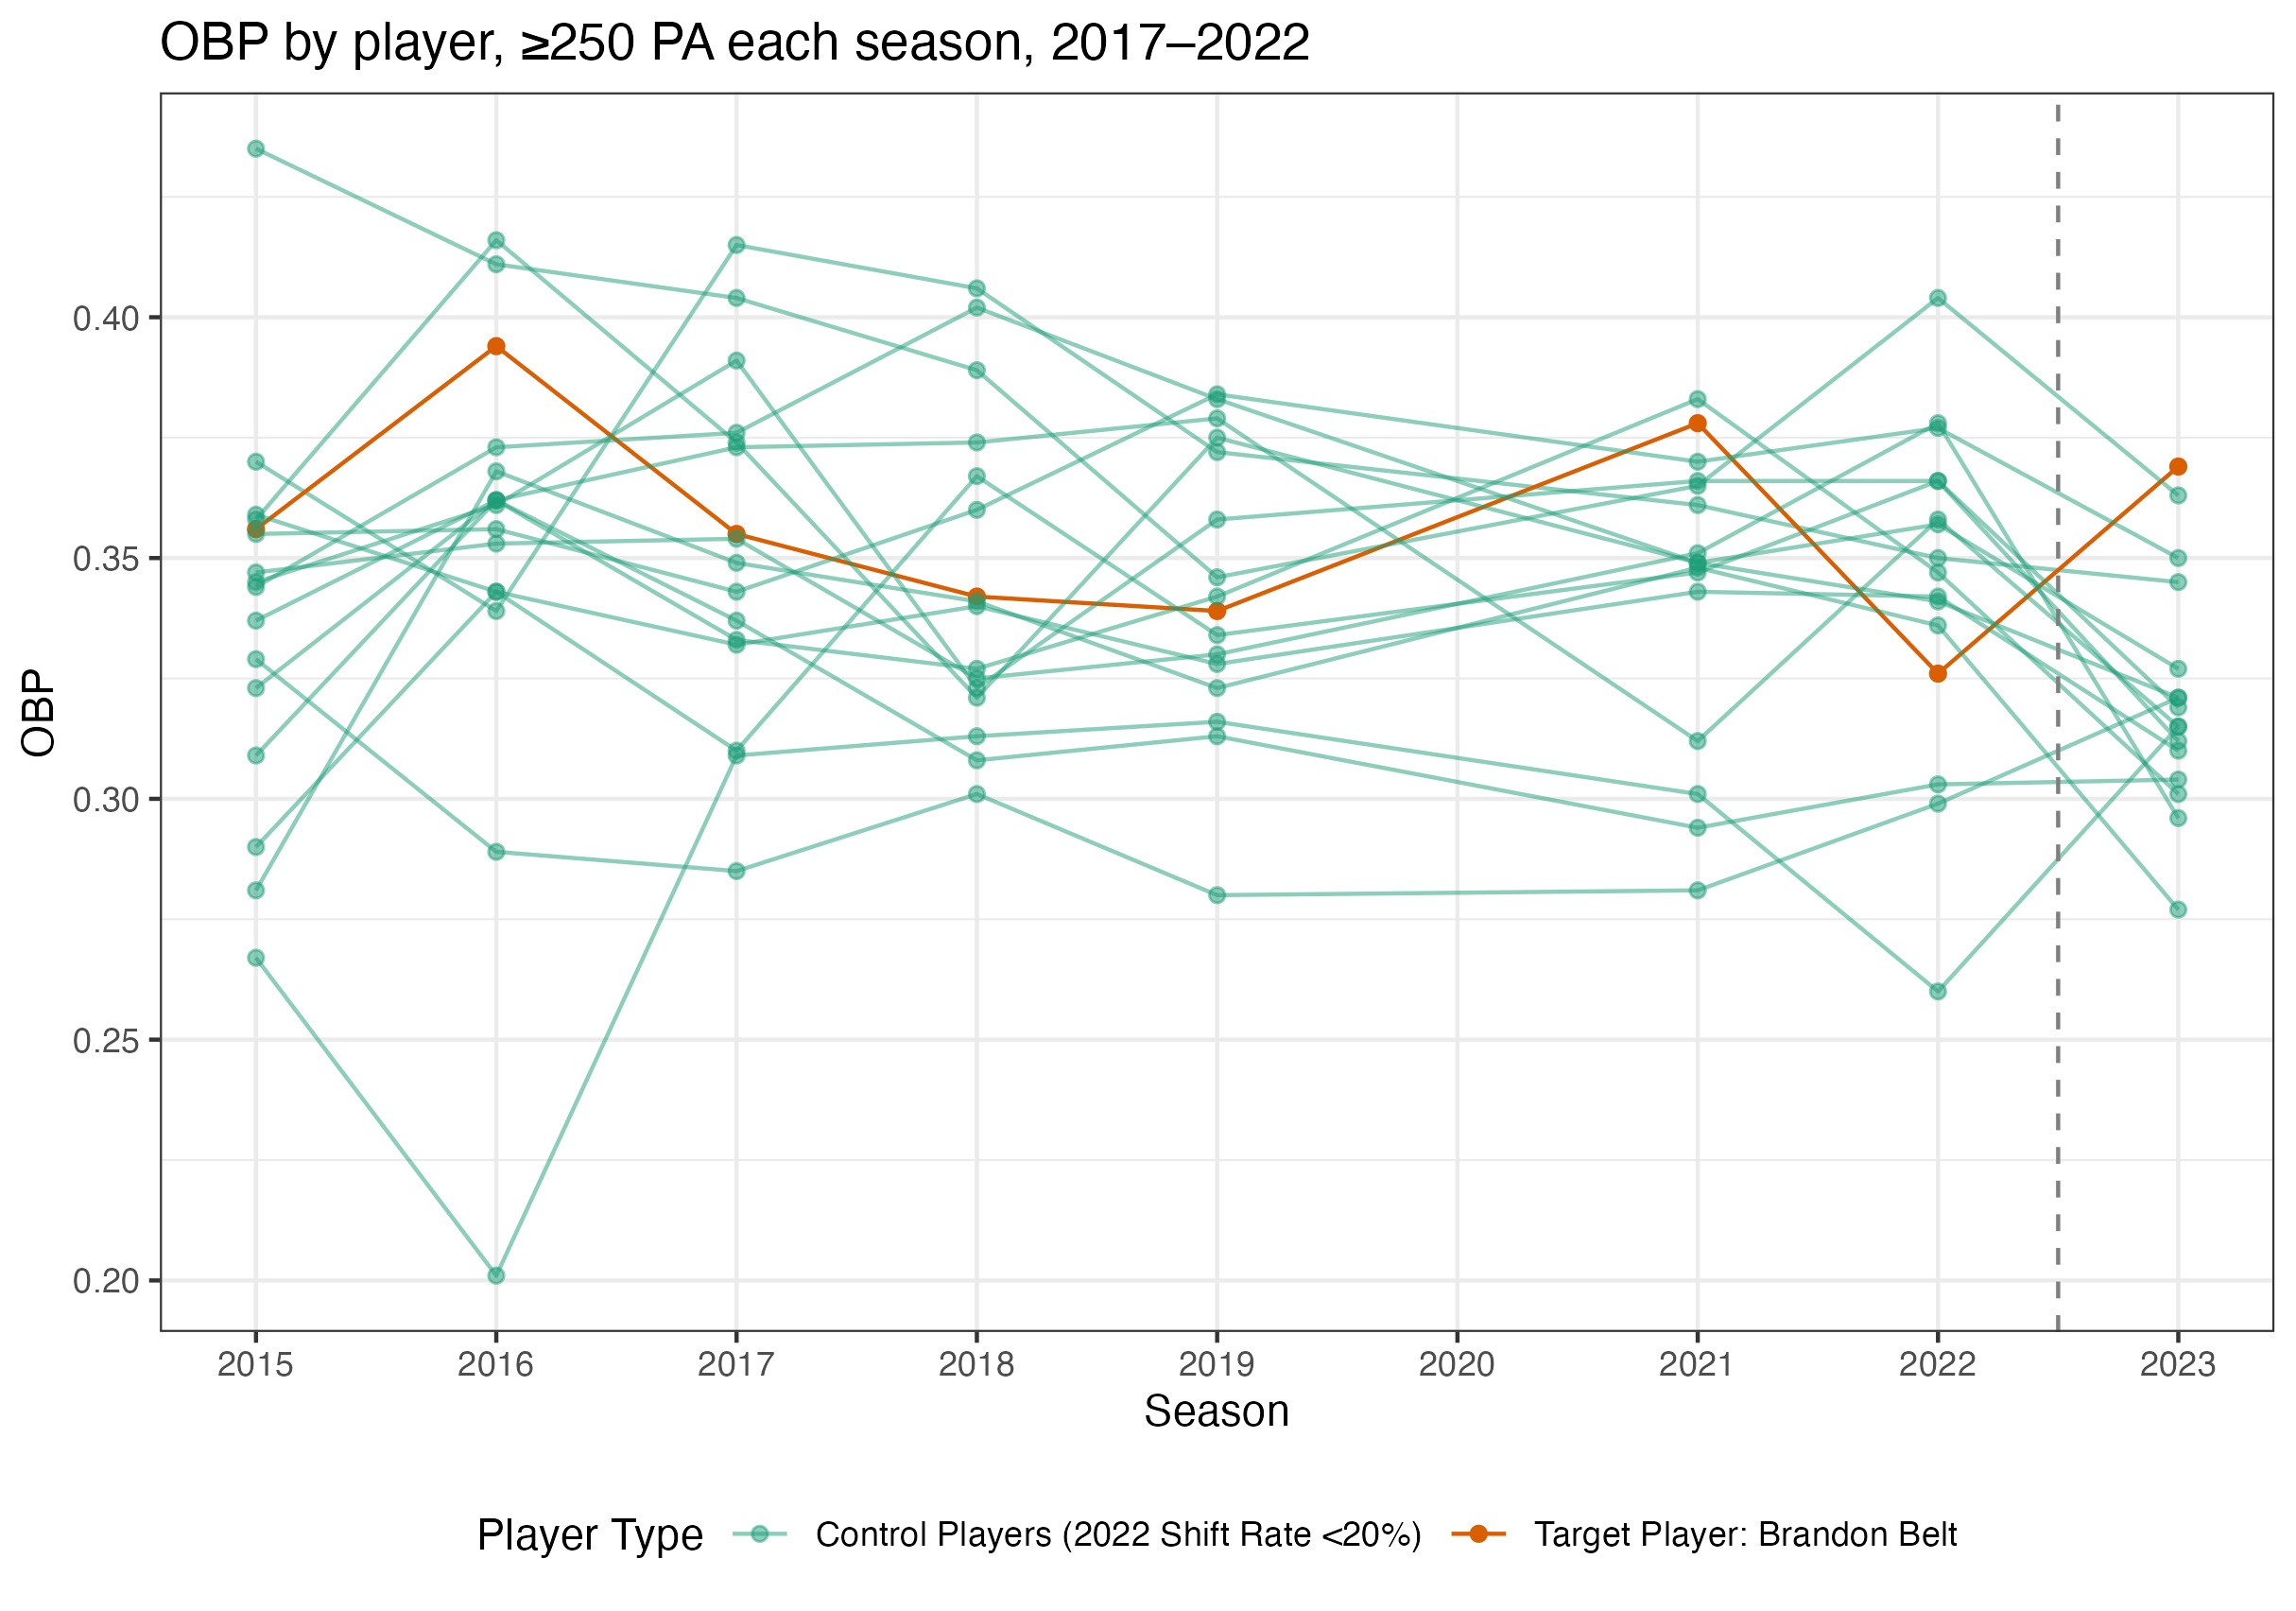 OBP by player, ≥250 PA each season, 2017–2022
OBP
0.40
0.35
0.30
0.25
0.20
2015 2016 2017 2018 2019 2020 2021 2022 2023
Season
Player Type Control Players (2022 Shift Rate <20%) Target Player: Brandon Belt